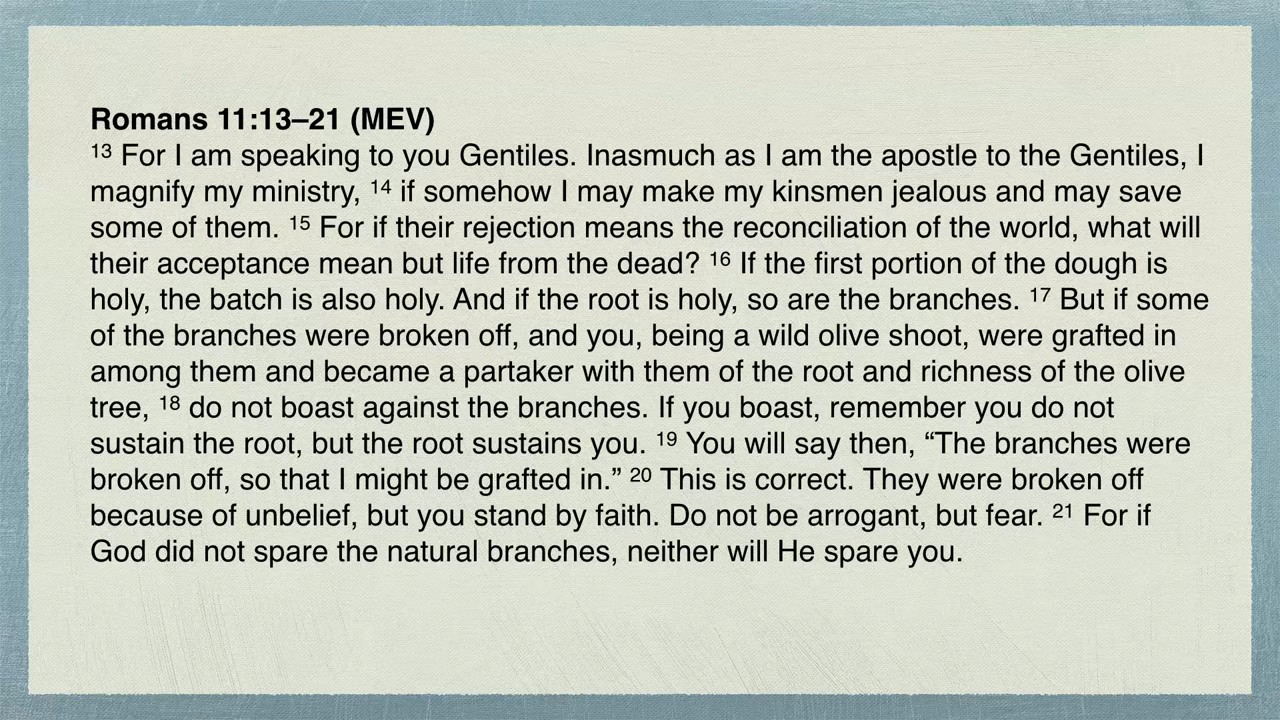 Romans 11:13–21 (MEV)
13 For I am speaking to you Gentiles. Inasmuch as I am the apostle to the Gentiles, I
magnify my ministry, 14 if somehow I may make my kinsmen jealous and may save
some of them. 15 For if their rejection means the reconciliation of the world, what will
their acceptance mean but life from the dead? 16 If the first portion of the dough is
holy, the batch is also holy. And if the root is holy, so are the branches. 17 But if some
of the branches were broken off, and you, being a wild olive shoot, were grafted in
among them and became a partaker with them of the root and richness of the olive
tree, 18 do not boast against the branches. If you boast, remember you do not
sustain the root, but the root sustains you. 19 You will say then, “The branches were
broken off, so that I might be grafted in.” 20 This is correct. They were broken off
because of unbelief, but you stand by faith. Do not be arrogant, but fear. 21 For if
God did not spare the natural branches, neither will He spare you.